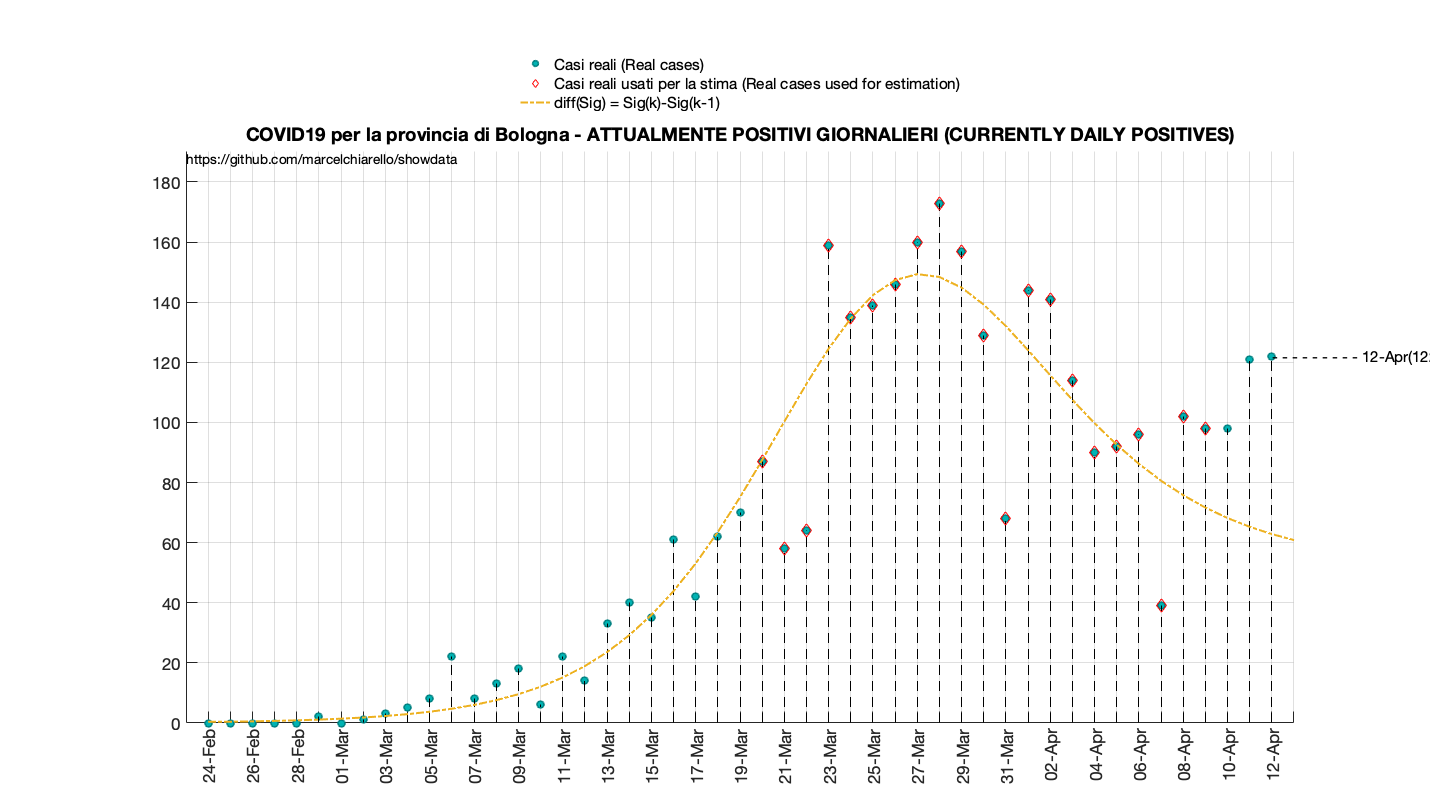 Casi reali (Real cases)
Casi reali usati per la stima (Real cases used for estimation)
diff(Sig) = Sig(k)-Sig(k-1)
COVID19 per la provincia di Bologna - ATTUALMENTE POSITIVI GIORNALIERI (CURRENTLY DAILY POSITIVES)
https://github.com/marcelchiarello/showdata
180
160
140
120
100
80
60
40
20
0
12-Apr(12
24-Feb
26-Feb
28-Feb
01-Mar
03-Mar
05-Mar
07-Mar
09-Mar
11-Mar
13-Mar
15-Mar
17-Mar
19-Mar
21-Mar
23-Mar
25-Mar
27-Mar
29-Mar
31-Mar
02-Apr
04-Apr
06-Apr
08-Apr
10-Apr
12-Apr